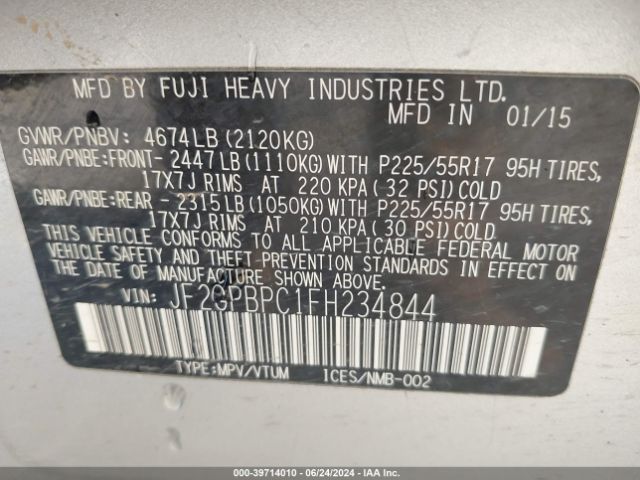 MFD BY FUJI HEAVY INDUSTRIES LTD.
MFD IN 01/15
GVWR/PNBV: 4674LB(2120KG)
GAWR/PNBE:FRONT- 2447LB(1110KG)WITH P225/55R17 95H TIRES,
17X7J RIMS AT 220 KPA(32 PSI)COLD
GAWR/PNBE:REAR - 2315LB(1050KG)WITH P225/55R17 95H TIRES,
17X7J RIMS AT 210 KPA(30 PSI)COLD.
THIS VEHICLE CONFORMS TO ALL APPLICABLE FEDERAL MOTOR
VEHICLE SAFETY AND THEFT-PREVENTION STANDARDS IN EFFECT
ON THE DATE OF MANUFACTURE SHOWN ABOVE.
VIN: JF2GPBPC1FH234844
TYPE:MPV/VTUM ICES/NMB-002
000-39714010 - 06/24/2024 - IAA Inc.